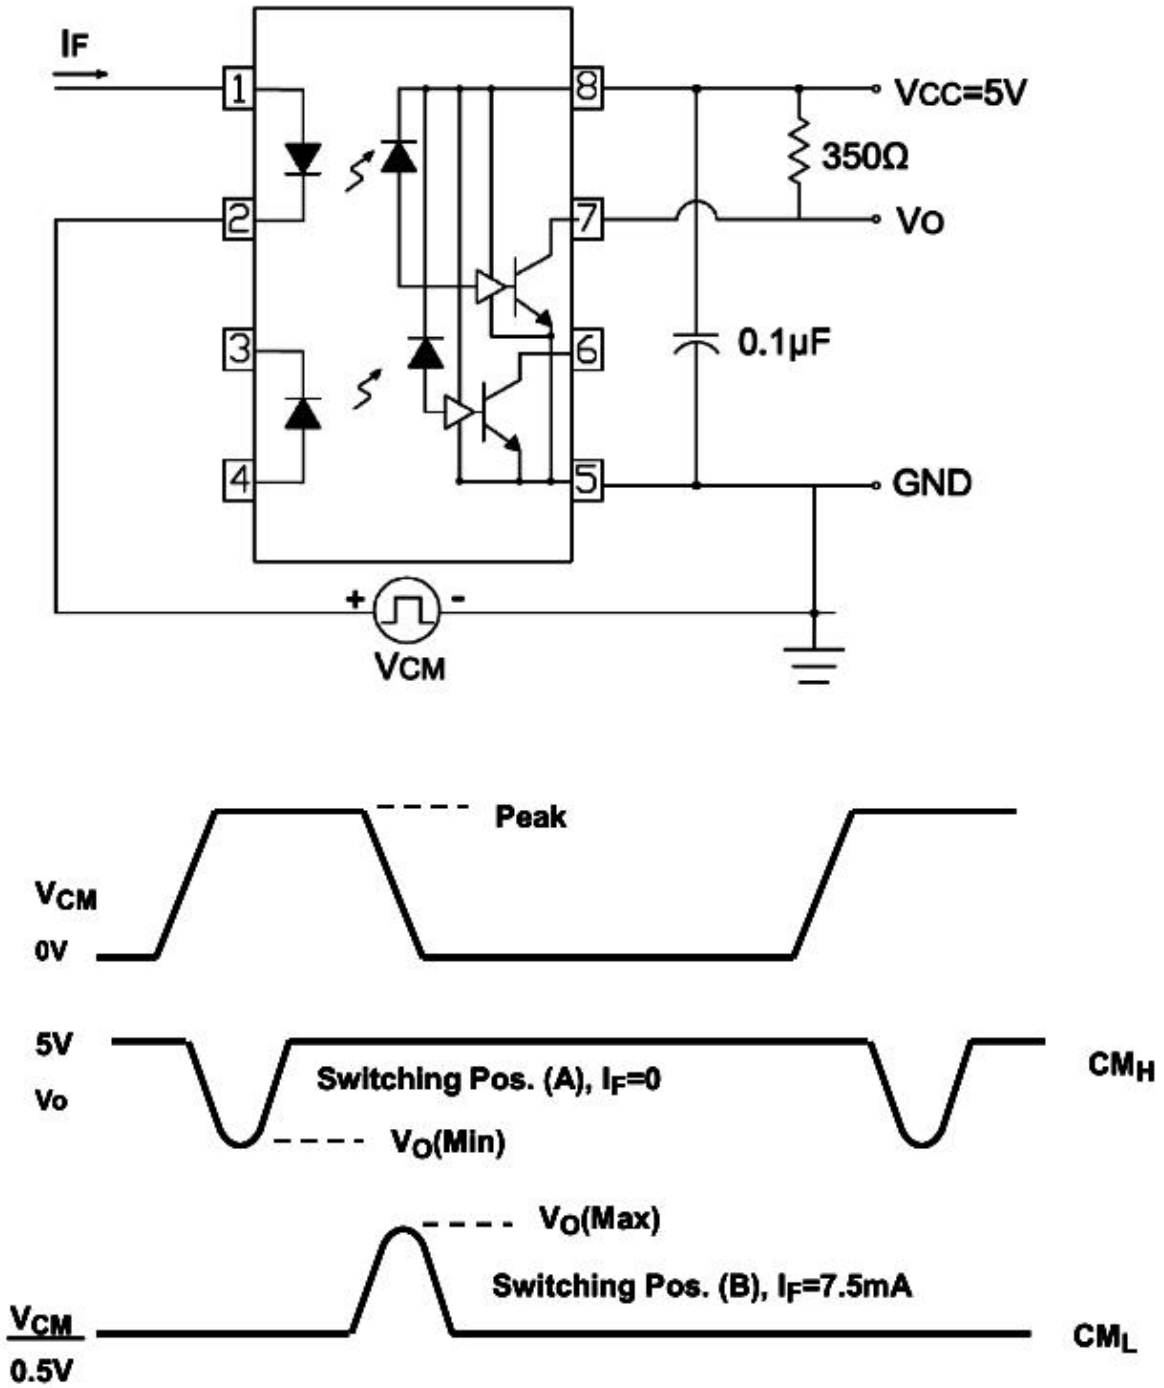 IF
1
8
VCC=5V
350Ω
2
7
VO
3
6
0.1µF
4
5
GND
+
-
VCM
Peak
VCM
0V
5V
Switching Pos. (A), IF=0
CMH
Vo
VO(Min)
VO(Max)
Switching Pos. (B), IF=7.5mA
VCM
CML
0.5V